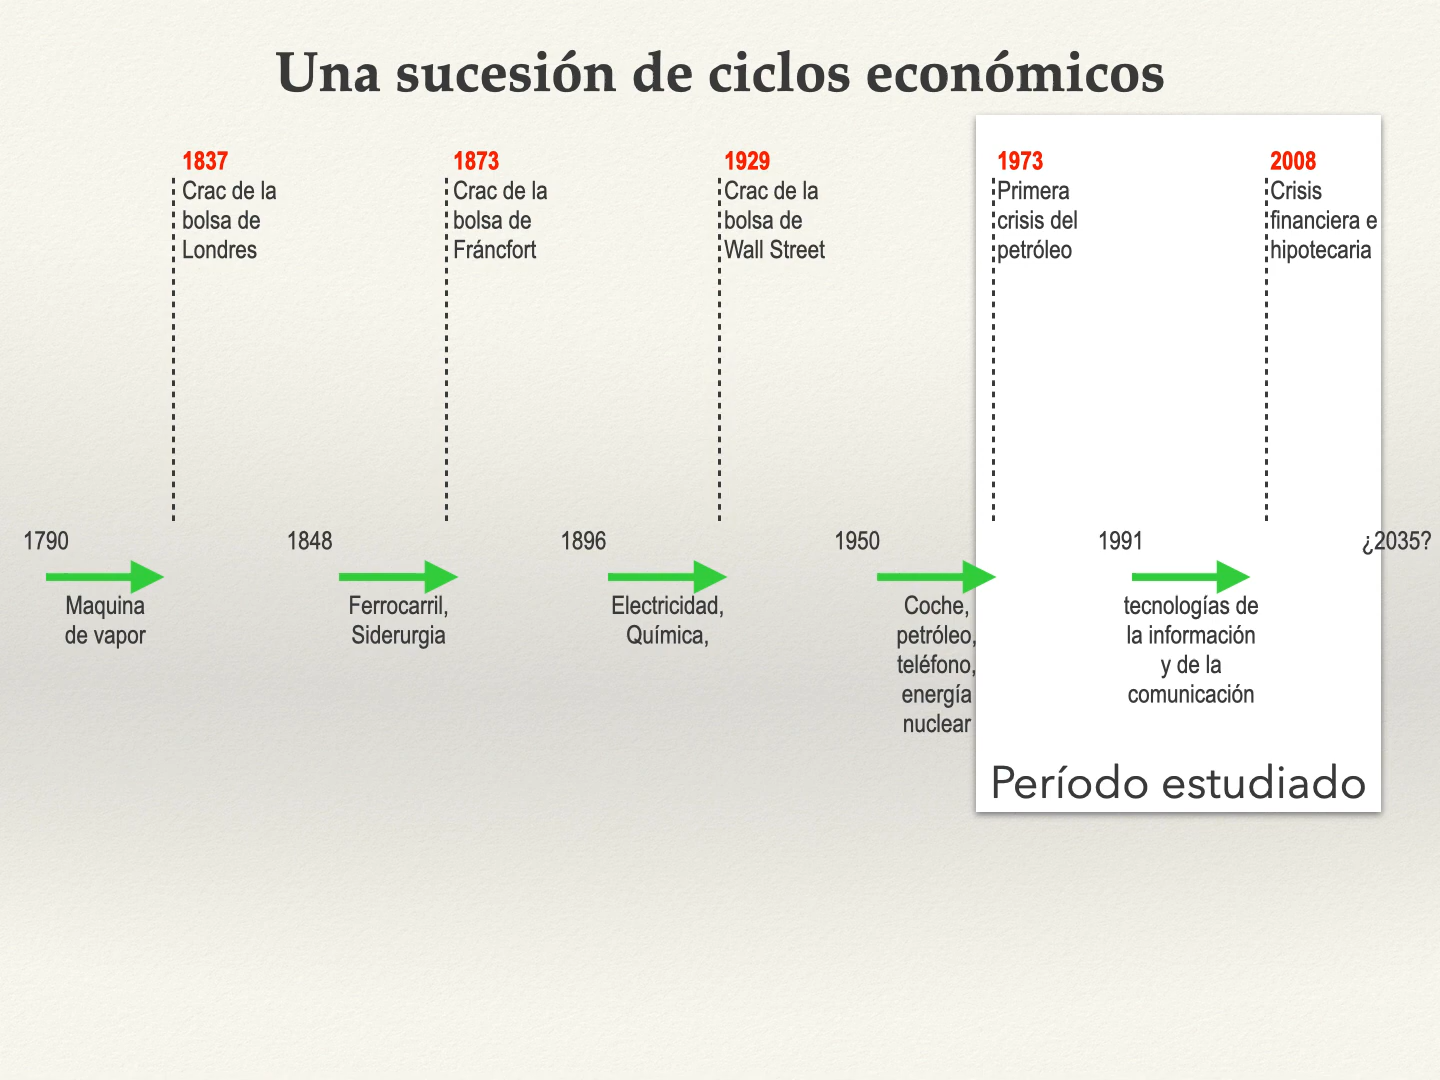 Una sucesión de ciclos económicos
1837
Crac de la
bolsa de
Londres
1873
Crac de la
bolsa de
Fráncfort
1929
Crac de la
bolsa de
Wall Street
1973
Primera
crisis del
petróleo
2008
Crisis
financiera e
hipotecaria
1790
1848
1896
1950
1991
¿2035?
Maquina
de vapor
Ferrocarril,
Siderurgia
Electricidad,
Química,
Coche,
petróleo,
teléfono,
energía
nuclear
tecnologías de
la información
y de la
comunicación
Período estudiado